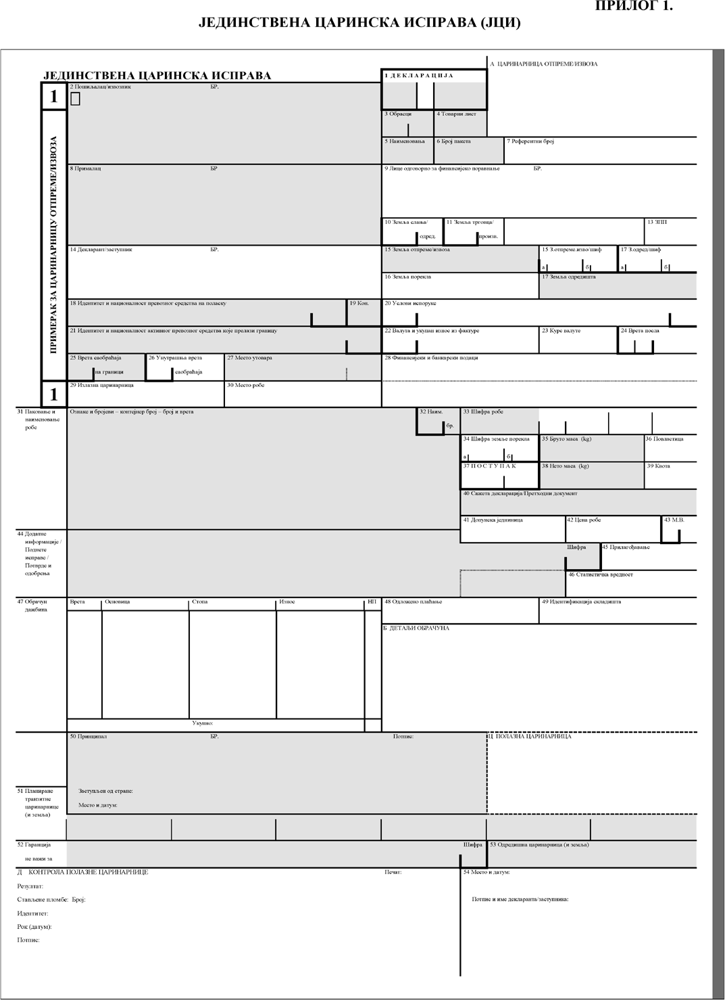 ПРИЛОГ 1.
ЈЕДИНСТВЕНА ЦАРИНСКА ИСПРАВА (ЈЦИ)
А ЦАРИНАРНИЦА ОТПРЕМЕ/ИЗВОЗА
ЈЕДИНСТВЕНА ЦАРИНСКА ИСПРАВА
1 Д Е К Л А Р А Ц И Ј А
1
2 Пошиљалац/извозник БР.
3 Обрасци 4 Товарни лист
ПРИМЕРАК ЗА ЦАРИНАРНИЦУ ОТПРЕМЕ/ИЗВОЗА
5 Наименовања 6 Број пакета 7 Референтни број
8 Прималац БР 9 Лице одговорно за финансијско поравнање БР.
10 Земља слања/ 11 Земља трговца/ 13 ЗПП
одред. произв.
14 Декларант/заступник БР. 15 Земља отпреме/извоза 15 З.отпреме.изво/шиф 17 З.одред/шиф
а б а б
16 Земља порекла 17 Земља одредишта
18 Идентитет и националност превозног средства на поласку 19 Кон. 20 Услови испоруке
21 Идентитет и националност активног превозног средства које прелази границу 22 Валута и укупан износ из фактуре 23 Курс валуте 24 Врста посла
25 Врста саобраћаја 26 Унутрашња врста 27 Место утовара 28 Финансијски и банкарски подаци
на граници саобраћаја
1
29 Излазна царинарница 30 Место робе
31 Паковање и Ознаке и бројеви – контејнер број – број и врста 32 Наим. 33 Шифра робе
наименовање
робе бр.
34 Шифра земље порекла 35 Бруто маса (kg) 36 Повластица
а б
37 П О С Т У П А К 38 Нето маса (kg) 39 Квота
40 Сажета декларација/Претходни документ
41 Допунска јединица 42 Цена робе 43 М.В.
44 Додатне
информације /
Поднете
исправе /
Потврде и
одобрења
Шифра 45 Прилагођавање
46 Статистичка вредност
47 Обрачун Врста Основица Стопа Износ НП 48 Одложено плаћање 49 Идентификација складишта
дажбина
Б ДЕТАЉИ ОБРАЧУНА
Укупно:
50 Принципал БР. Потпис: Ц ПОЛАЗНА ЦАРИНАРНИЦА
Заступљен од стране:
Место и датум:
51 Планиране
транзитне
царинарнице
(и земља)
52 Гаранција Шифра 53 Одредишна царинарница (и земља)
не важи за
Д КОНТРОЛА ПОЛАЗНЕ ЦАРИНАРНИЦЕ Печат: 54 Место и датум:
Резултат:
Стављене пломбе: Број: Потпис и име декларанта/заступника:
Идентитет:
Рок (датум):
Потпис: